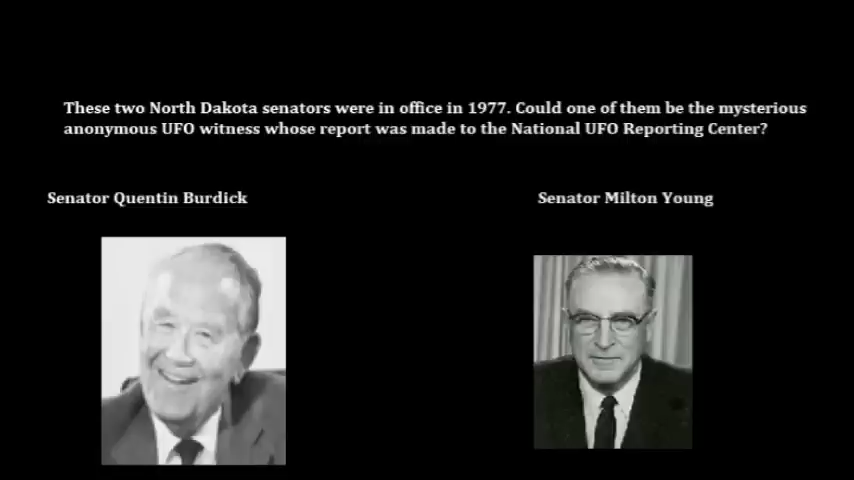 These two North Dakota senators were in office in 1977. Could one of them be the mysterious
anonymous UFO witness whose report was made to the National UFO Reporting Center?
Senator Quentin Burdick
Senator Milton Young